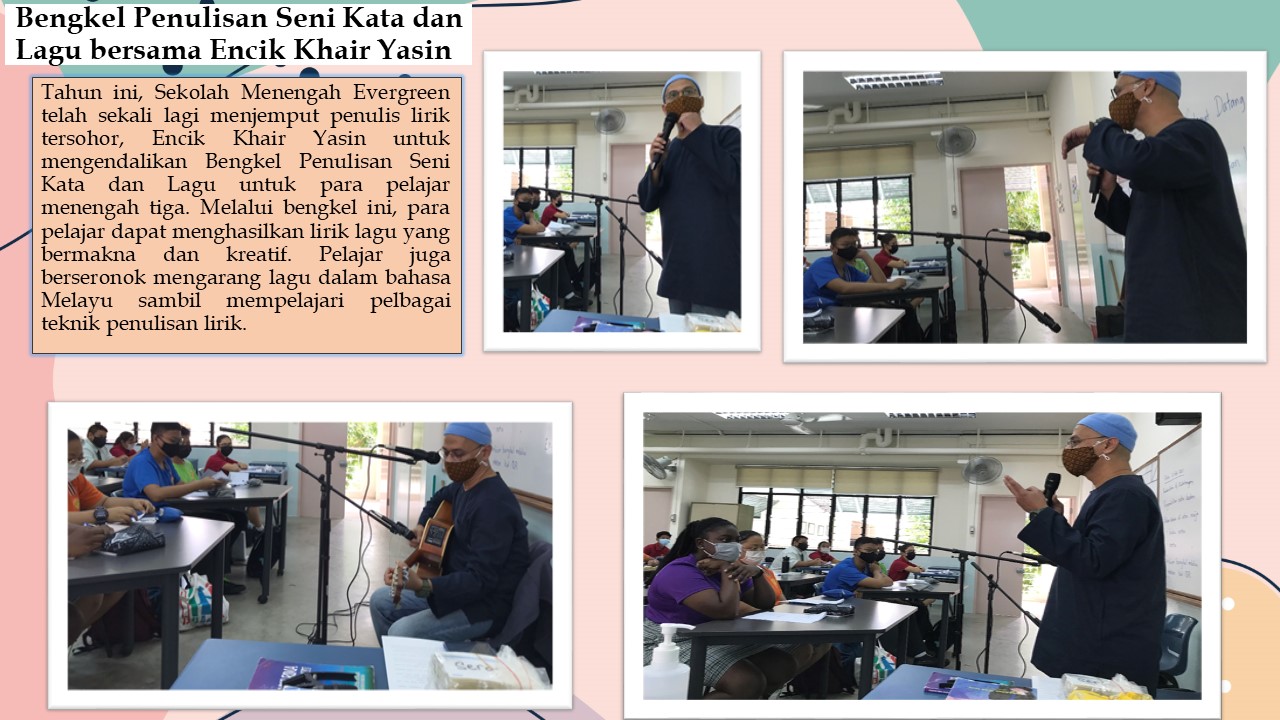 Bengkel Penulisan Seni Kata dan
Lagu bersama Encik Khair Yasin
Tahun ini, Sekolah Menengah Evergreen
telah sekali lagi menjemput penulis lirik
tersohor, Encik Khair Yasin untuk
mengendalikan Bengkel Penulisan Seni
Kata dan Lagu untuk para pelajar
menengah tiga. Melalui bengkel ini, para
pelajar dapat menghasilkan lirik lagu yang
bermakna dan kreatif. Pelajar juga
berseronok mengarang lagu dalam bahasa
Melayu sambil mempelajari pelbagai
teknik penulisan lirik.
Datang